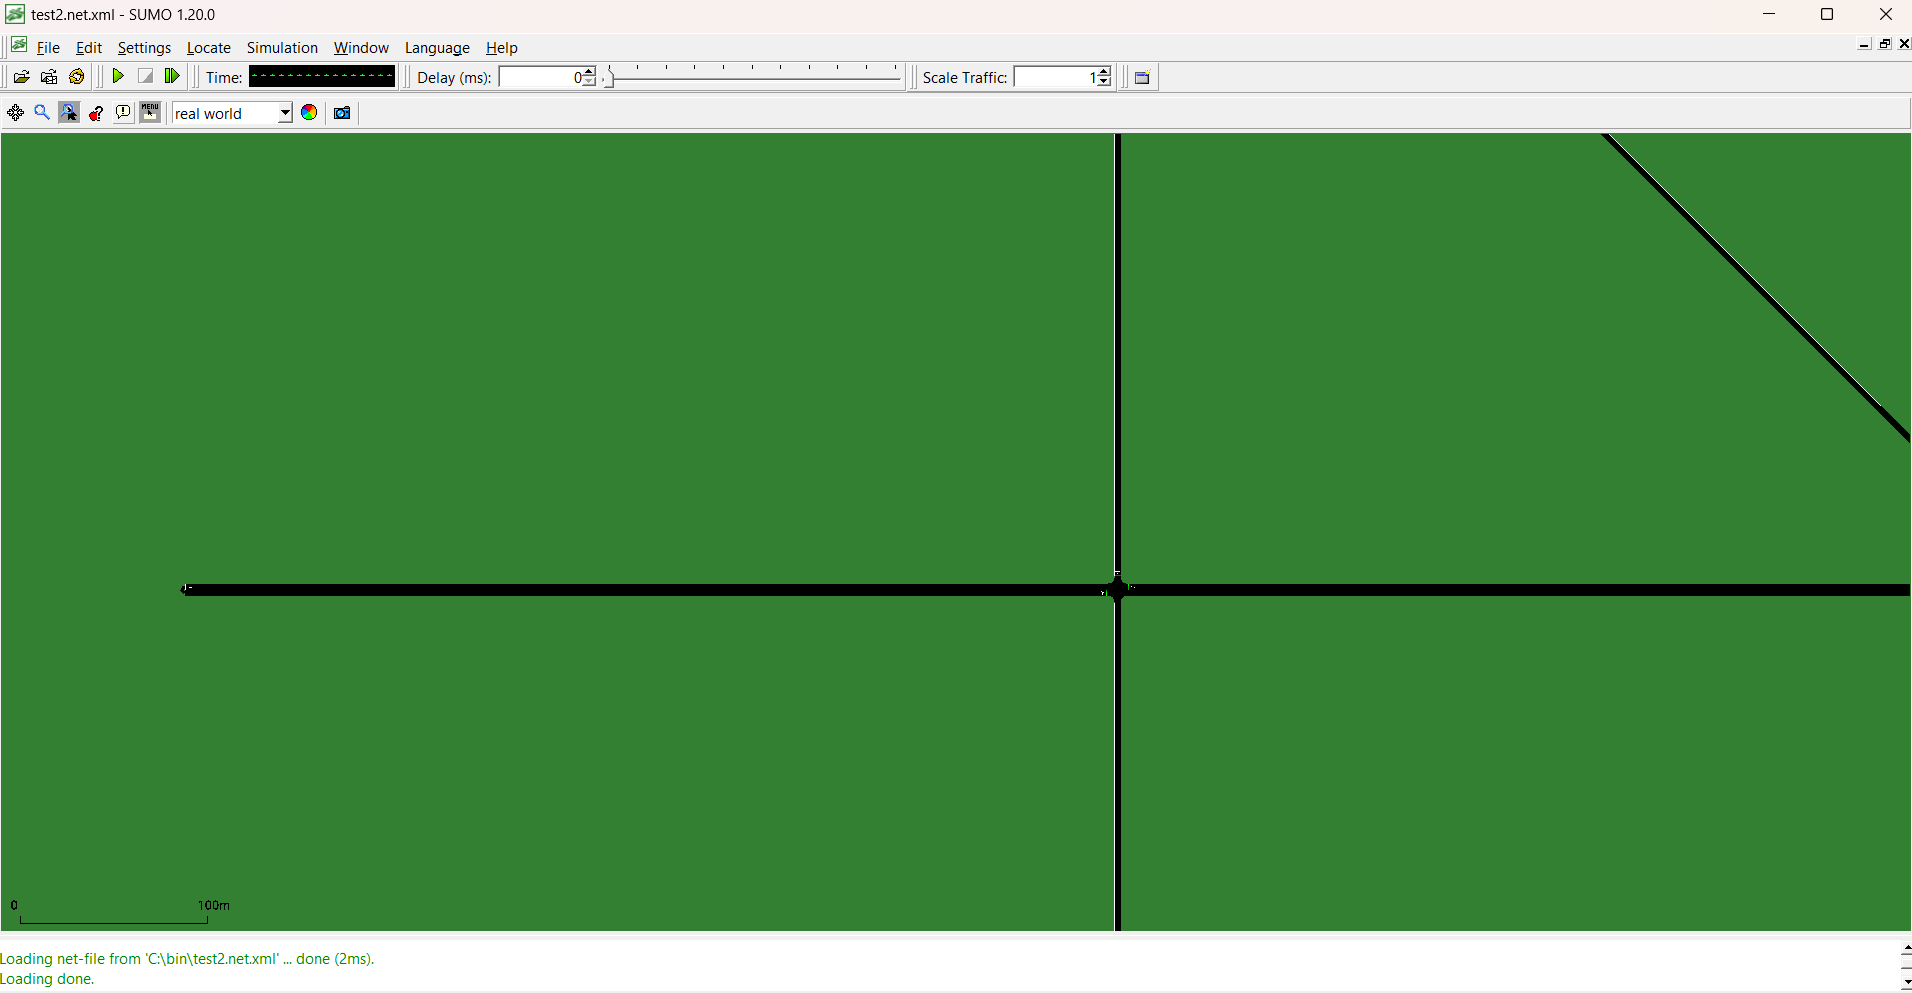 test2.net.xml - SUMO 1.20.0
File Edit Settings Locate Simulation Window Language Help
Time: Delay (ms): 0 Scale Traffic: 1
MENU
real world
0 100m
Loading net-file from 'C:\bin\test2.net.xml' ... done (2ms).
Loading done.